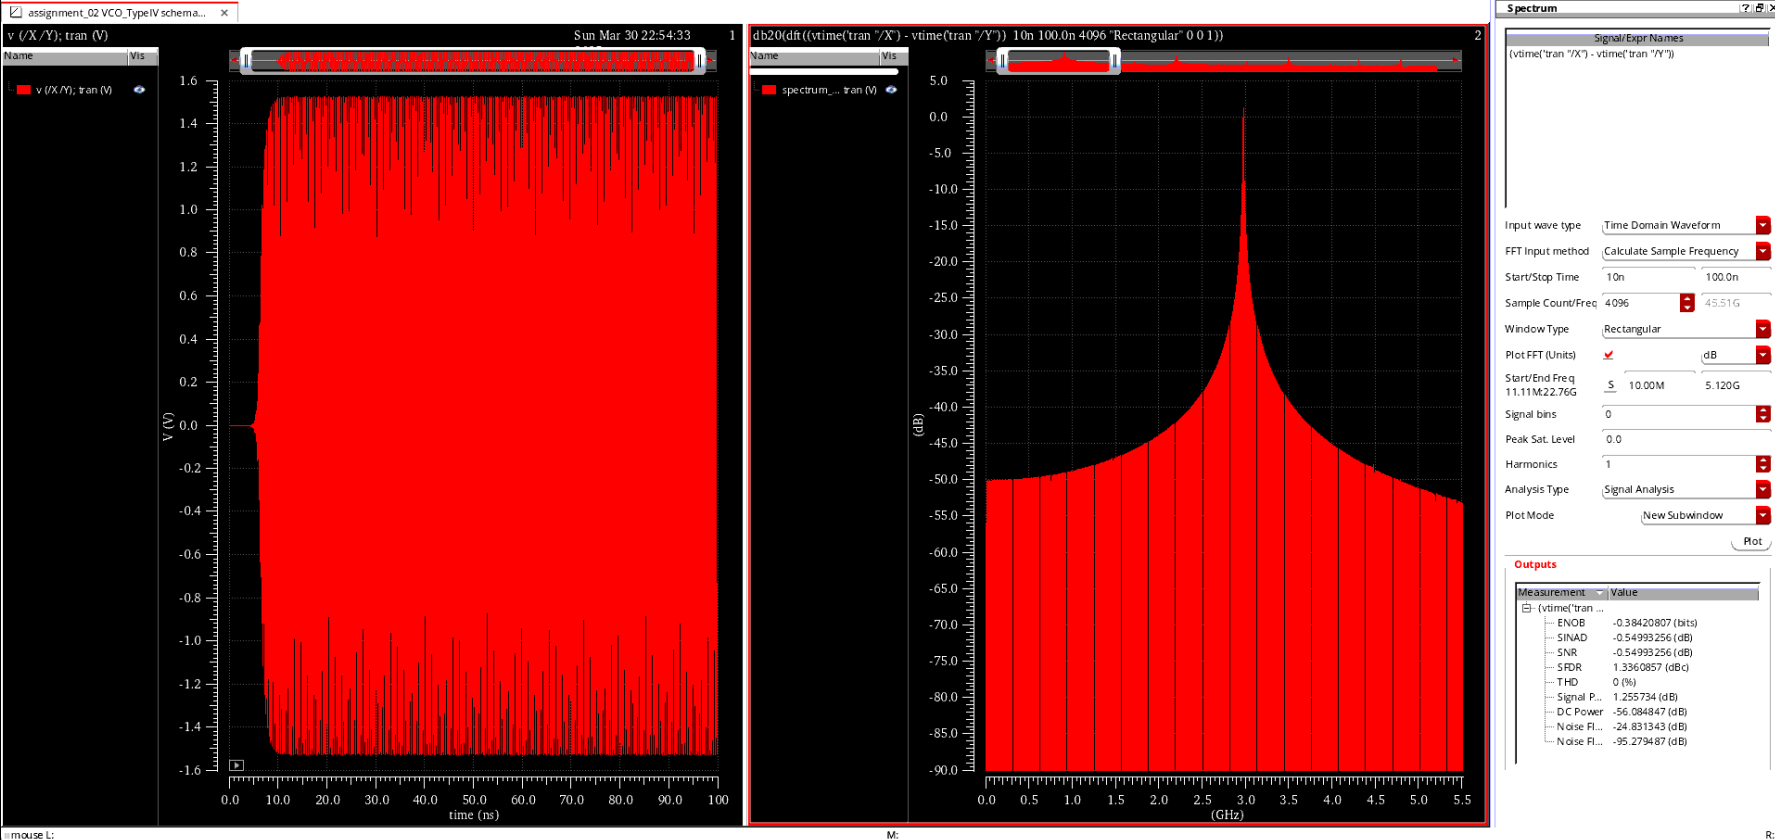 assignment_02 VCO_TypeIV schema... ×
v (/X /Y); tran (V) Sun Mar 30 22:54:33 1
Name Vis
v (/X /Y); tran (V)
1.6
1.4
1.2
1.0
0.8
0.6
0.4
0.2
0.0
-0.2
-0.4
-0.6
-0.8
-1.0
-1.2
-1.4
-1.6
V (V)
0.0 10.0 20.0 30.0 40.0 50.0 60.0 70.0 80.0 90.0 100
time (ns)
db20(dft((vtime('tran "/X") - vtime('tran "/Y")) 10n 100.0n 4096 "Rectangular" 0 0 1)) 2
Name Vis
spectrum_... tran (V)
5.0
0.0
-5.0
-10.0
-15.0
-20.0
-25.0
-30.0
-35.0
-40.0
-45.0
-50.0
-55.0
-60.0
-65.0
-70.0
-75.0
-80.0
-85.0
-90.0
(dB)
0.0 0.5 1.0 1.5 2.0 2.5 3.0 3.5 4.0 4.5 5.0 5.5
(GHz)
Spectrum
Signal/Expr Names
(vtime('tran "/X") - vtime('tran "/Y"))
Input wave type Time Domain Waveform
FFT Input method Calculate Sample Frequency
Start/Stop Time 10n 100.0n
Sample Count/Freq 4096 45.51G
Window Type Rectangular
Plot FFT (Units) dB
Start/End Freq
11.11M:22.76G S 10.00M 5.120G
Signal bins 0
Peak Sat. Level 0.0
Harmonics 1
Analysis Type Signal Analysis
Plot Mode New Subwindow
Plot
Outputs
Measurement Value
(vtime('tran ...
ENOB -0.38420807 (bits)
SINAD -0.54993256 (dB)
SNR -0.54993256 (dB)
SFDR 1.3360857 (dBc)
THD 0 (%)
Signal P... 1.255734 (dB)
DC Power -56.084847 (dB)
Noise Fl... -24.831343 (dB)
Noise Fl... -95.279487 (dB)
mouse L: M: R: